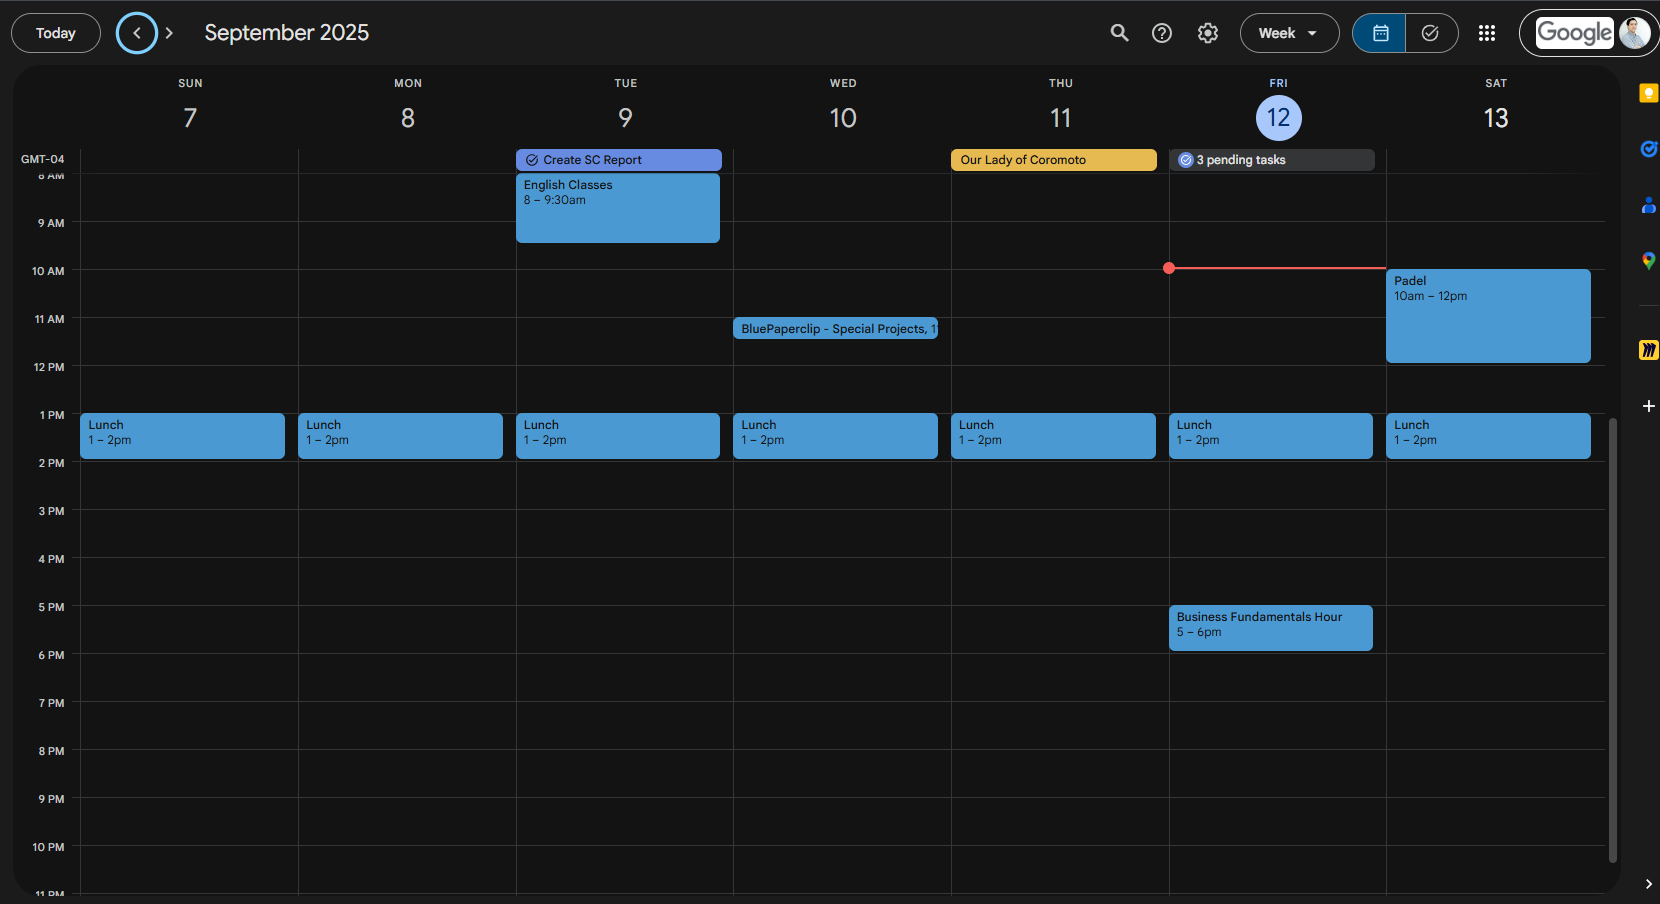 Today
September 2025
Week
Google
SUN
MON
TUE
WED
THU
FRI
SAT
7
8
9
10
11
12
13
GMT-04
Create SC Report
Our Lady of Coromoto
3 pending tasks
8 AM
English Classes
8 – 9:30am
9 AM
10 AM
Padel
10am – 12pm
11 AM
BluePaperclip - Special Projects, 1
12 PM
1 PM
Lunch
1 – 2pm
Lunch
1 – 2pm
Lunch
1 – 2pm
Lunch
1 – 2pm
Lunch
1 – 2pm
Lunch
1 – 2pm
Lunch
1 – 2pm
2 PM
3 PM
4 PM
5 PM
Business Fundamentals Hour
5 – 6pm
6 PM
7 PM
8 PM
9 PM
10 PM
11 PM